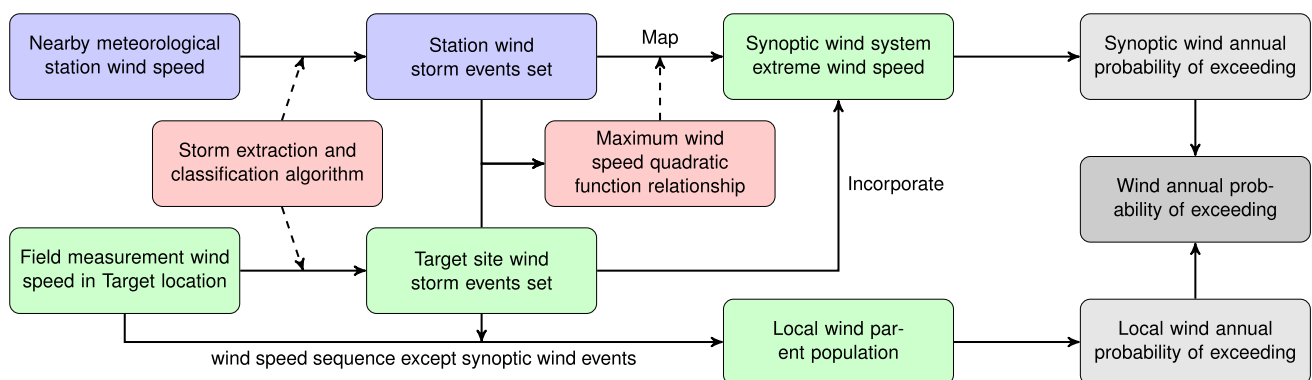 Nearby meteorological
station wind speed
Station wind
storm events set
Map
Synoptic wind system
extreme wind speed
Synoptic wind annual
probability of exceeding
Storm extraction and
classification algorithm
Maximum wind
speed quadratic
function relationship
Incorporate
Wind annual prob-
ability of exceeding
Field measurement wind
speed in Target location
Target site wind
storm events set
wind speed sequence except synoptic wind events
Local wind par-
ent population
Local wind annual
probability of exceeding